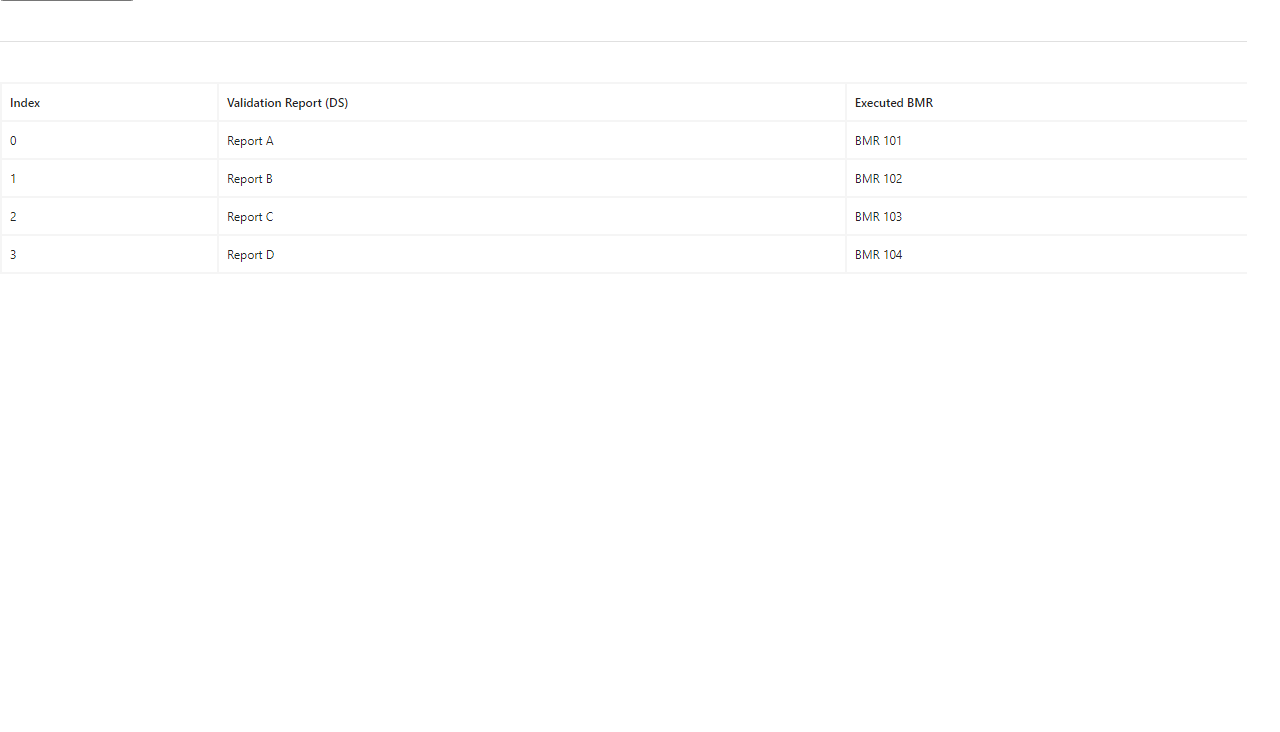 Index Validation Report (DS) Executed BMR
0 Report A BMR 101
1 Report B BMR 102
2 Report C BMR 103
3 Report D BMR 104